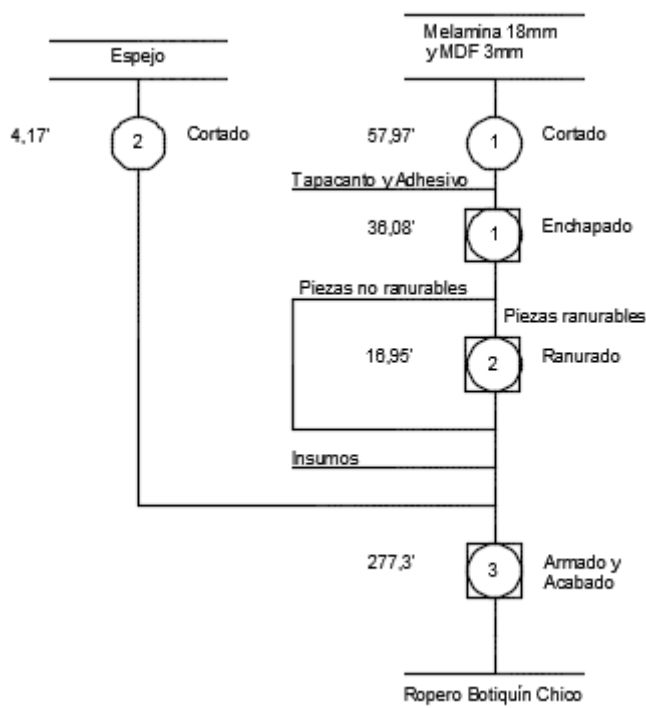 Espejo
Melamina 18mm
y MDF 3mm
4,17'
2
Cortado
57,97'
1
Cortado
Tapacanto y Adhesivo
36,08'
1
Enchapado
Piezas no ranurables
Piezas ranurables
16,95'
2
Ranurado
Insumos
277,3'
3
Armado y
Acabado
Ropero Botiquín Chico